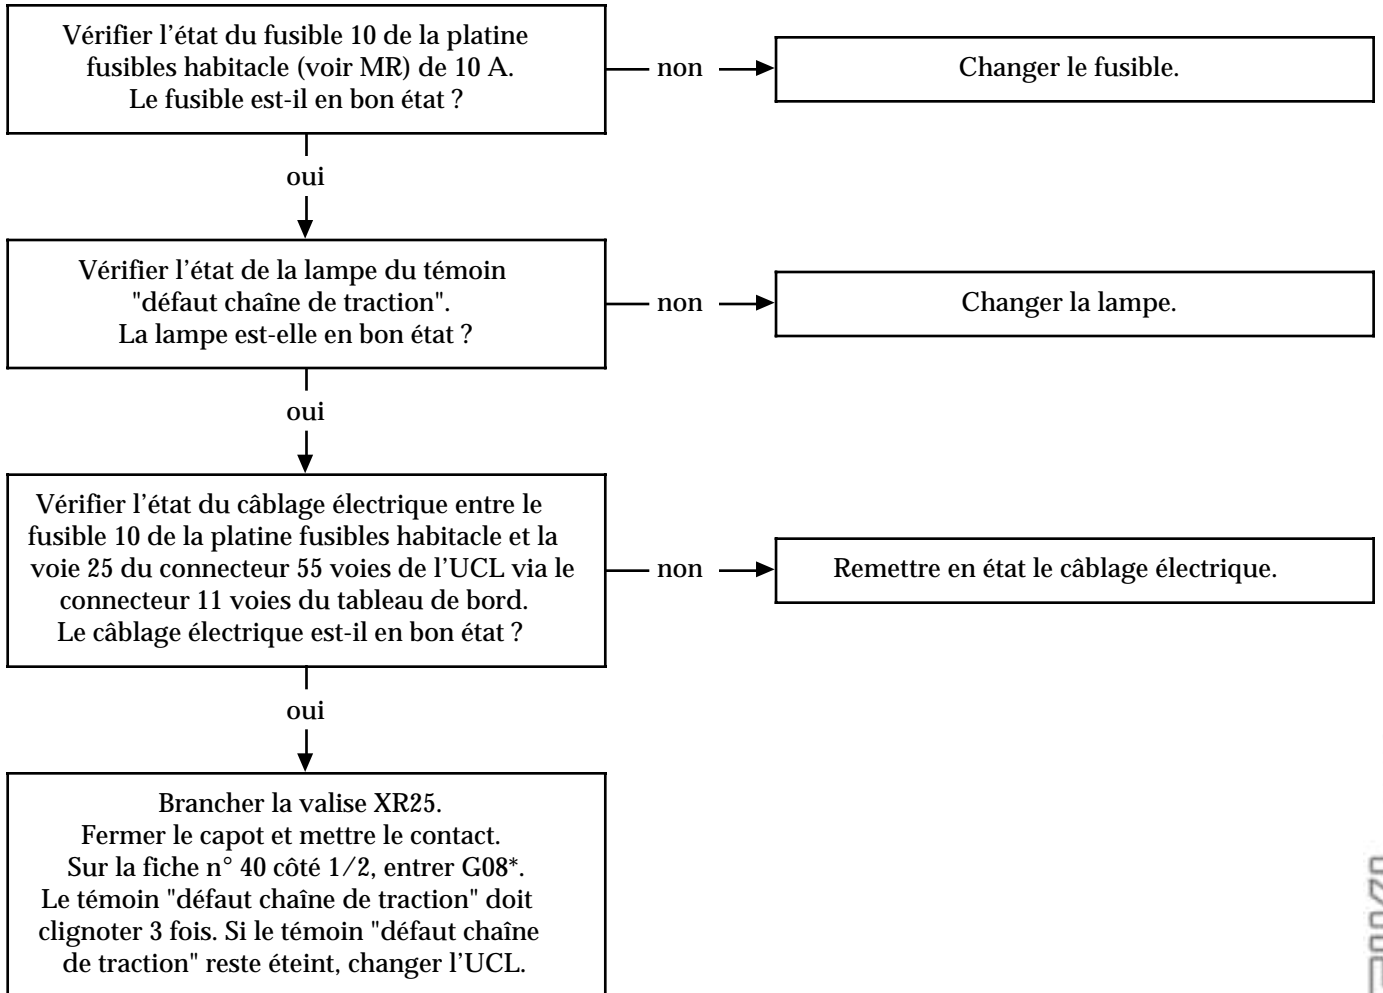 Vérifier l'état du fusible 10 de la platine
fusibles habitacle (voir MR) de 10 A.
Le fusible est-il en bon état ?
non
Changer le fusible.
oui
Vérifier l'état de la lampe du témoin
"défaut chaîne de traction".
La lampe est-elle en bon état ?
non
Changer la lampe.
oui
Vérifier l'état du câblage électrique entre le
fusible 10 de la platine fusibles habitacle et la
voie 25 du connecteur 55 voies de l'UCL via le
connecteur 11 voies du tableau de bord.
Le câblage électrique est-il en bon état ?
non
Remettre en état le câblage électrique.
oui
Brancher la valise XR25.
Fermer le capot et mettre le contact.
Sur la fiche n° 40 côté 1/2, entrer G08*.
Le témoin "défaut chaîne de traction" doit
clignoter 3 fois. Si le témoin "défaut chaîne
de traction" reste éteint, changer l'UCL.